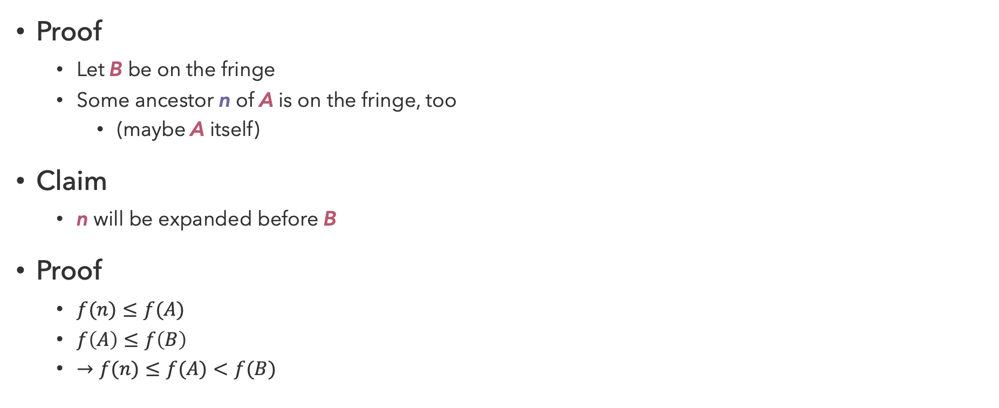 • Proof
• Let B be on the fringe
• Some ancestor n of A is on the fringe, too
• (maybe A itself)
• Claim
• n will be expanded before B
• Proof
• f(n) ≤ f(A)
• f(A) ≤ f(B)
• → f(n) ≤ f(A) < f(B)